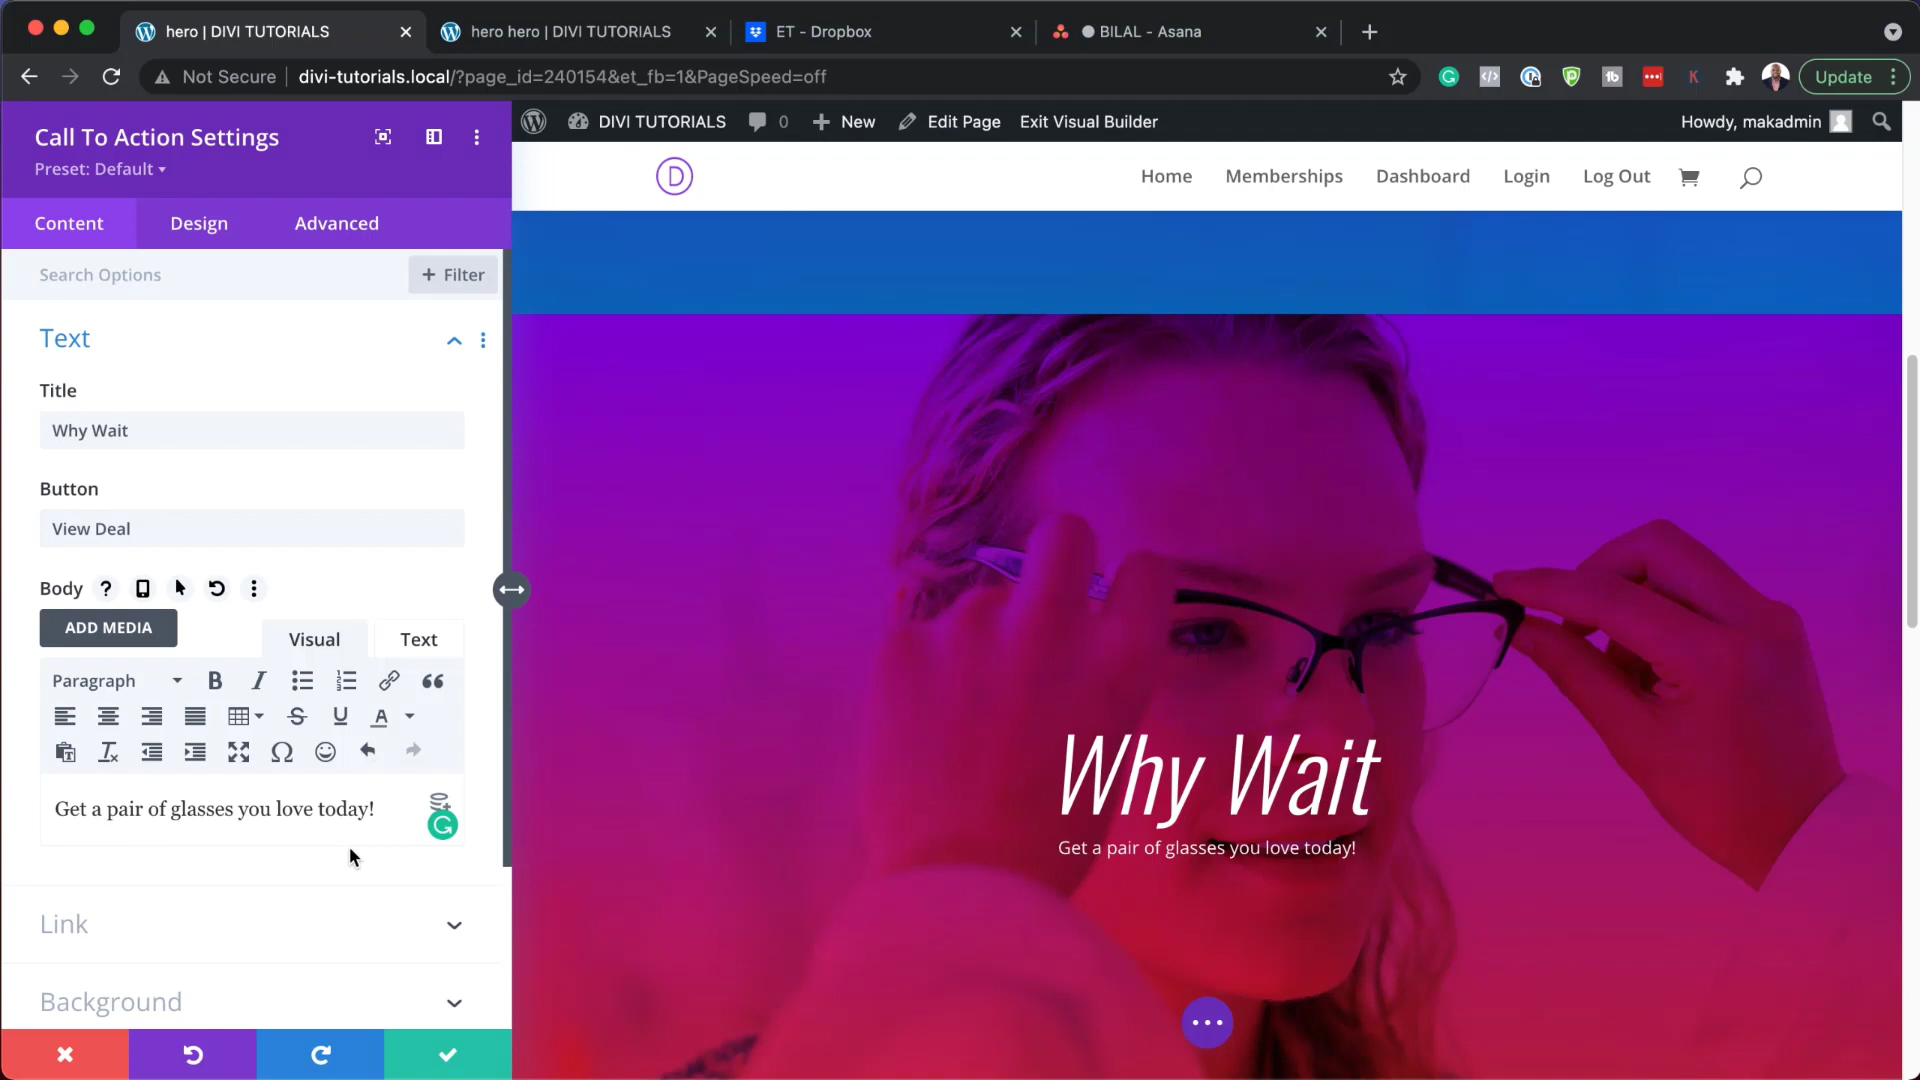 hero | DIVI TUTORIALS
hero hero | DIVI TUTORIALS
ET - Dropbox
BILAL - Asana
Not Secure
divi-tutorials.local/?page_id=240154&et_fb=1&PageSpeed=off
Update
Call To Action Settings
Preset: Default
Content
Design
Advanced
Search Options
+ Filter
Text
Title
Why Wait
Button
View Deal
Body
ADD MEDIA
Visual
Text
Paragraph
Get a pair of glasses you love today!
Link
Background
DIVI TUTORIALS
0
New
Edit Page
Exit Visual Builder
Howdy, makadmin
D
Home
Memberships
Dashboard
Login
Log Out
Why Wait
Get a pair of glasses you love today!